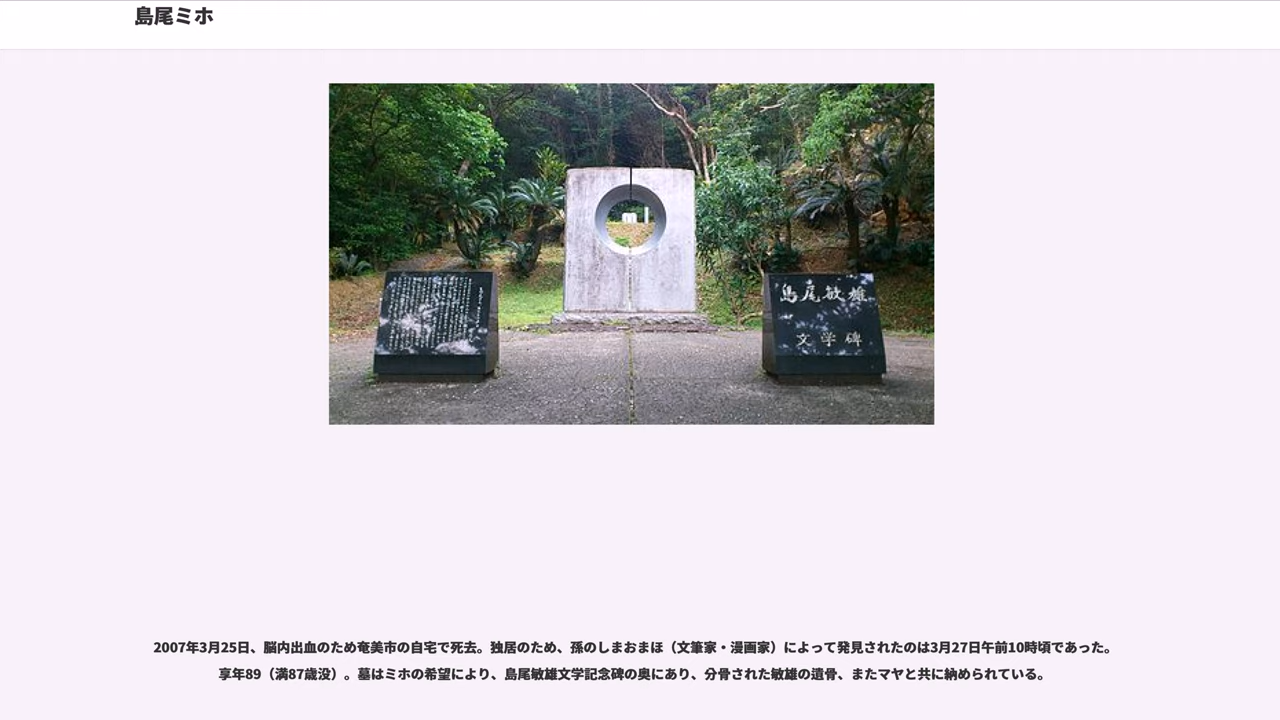 島尾ミホ
島尾敏雄
文学碑
2007年3月25日、脳内出血のため奄美市の自宅で死去。独居のため、孫のしまおまほ（文筆家・漫画家）によって発見されたのは3月27日午前10時頃であった。
享年89（満87歳没）。墓はミホの希望により、島尾敏雄文学記念碑の奥にあり、分骨された敏雄の遺骨、またマヤと共に納められている。